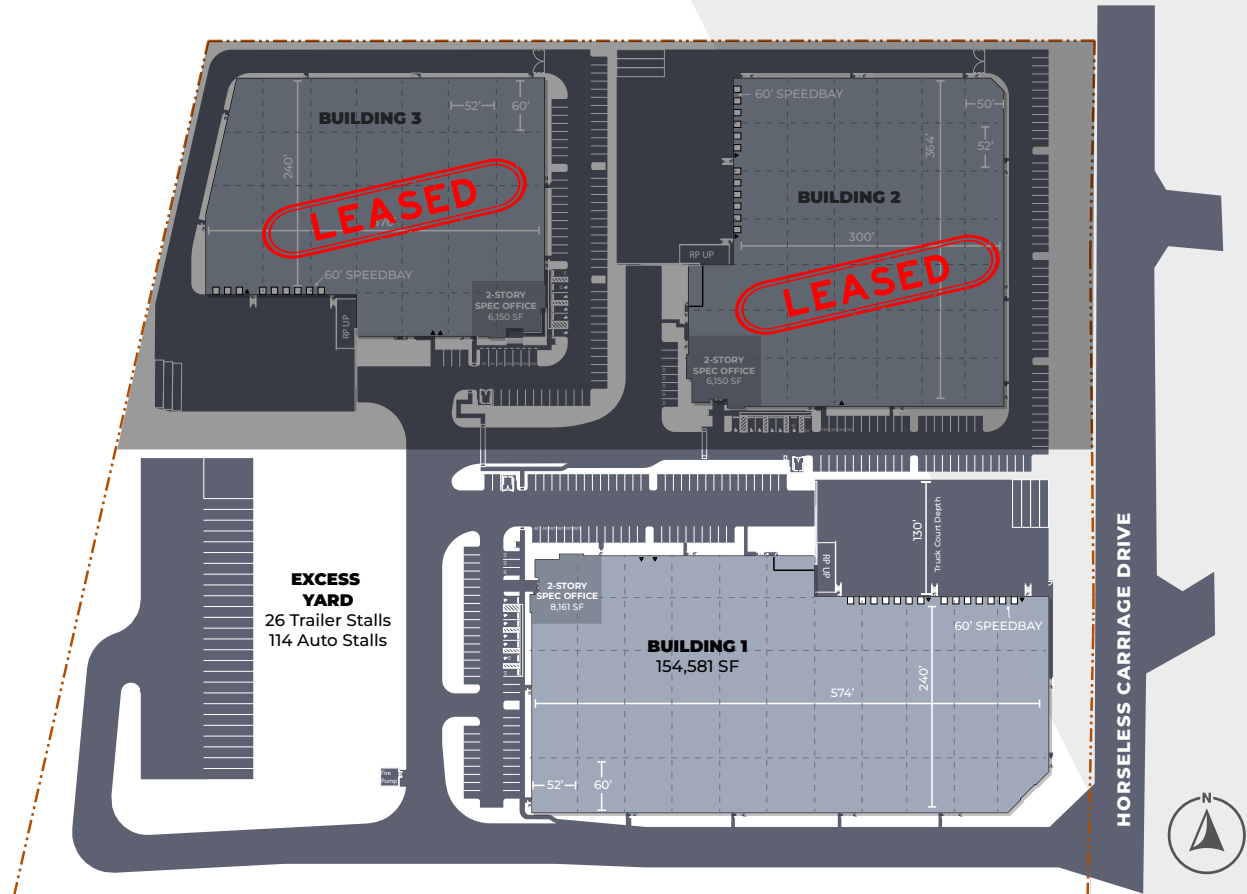 BUILDING 3
52'
60'
240'
LEASED
60' SPEEDBAY
2-STORY
SPEC OFFICE
6,150 SF
RP UP
60' SPEEDBAY
50'
52'
364'
BUILDING 2
300'
RP UP
LEASED
2-STORY
SPEC OFFICE
6,150 SF
EXCESS
YARD
26 Trailer Stalls
114 Auto Stalls
Fire
Pump
130'
Truck Court Depth
RP UP
2-STORY
SPEC OFFICE
8,161 SF
BUILDING 1
154,581 SF
60' SPEEDBAY
574'
240'
52'
60'
HORSELESS CARRIAGE DRIVE
N